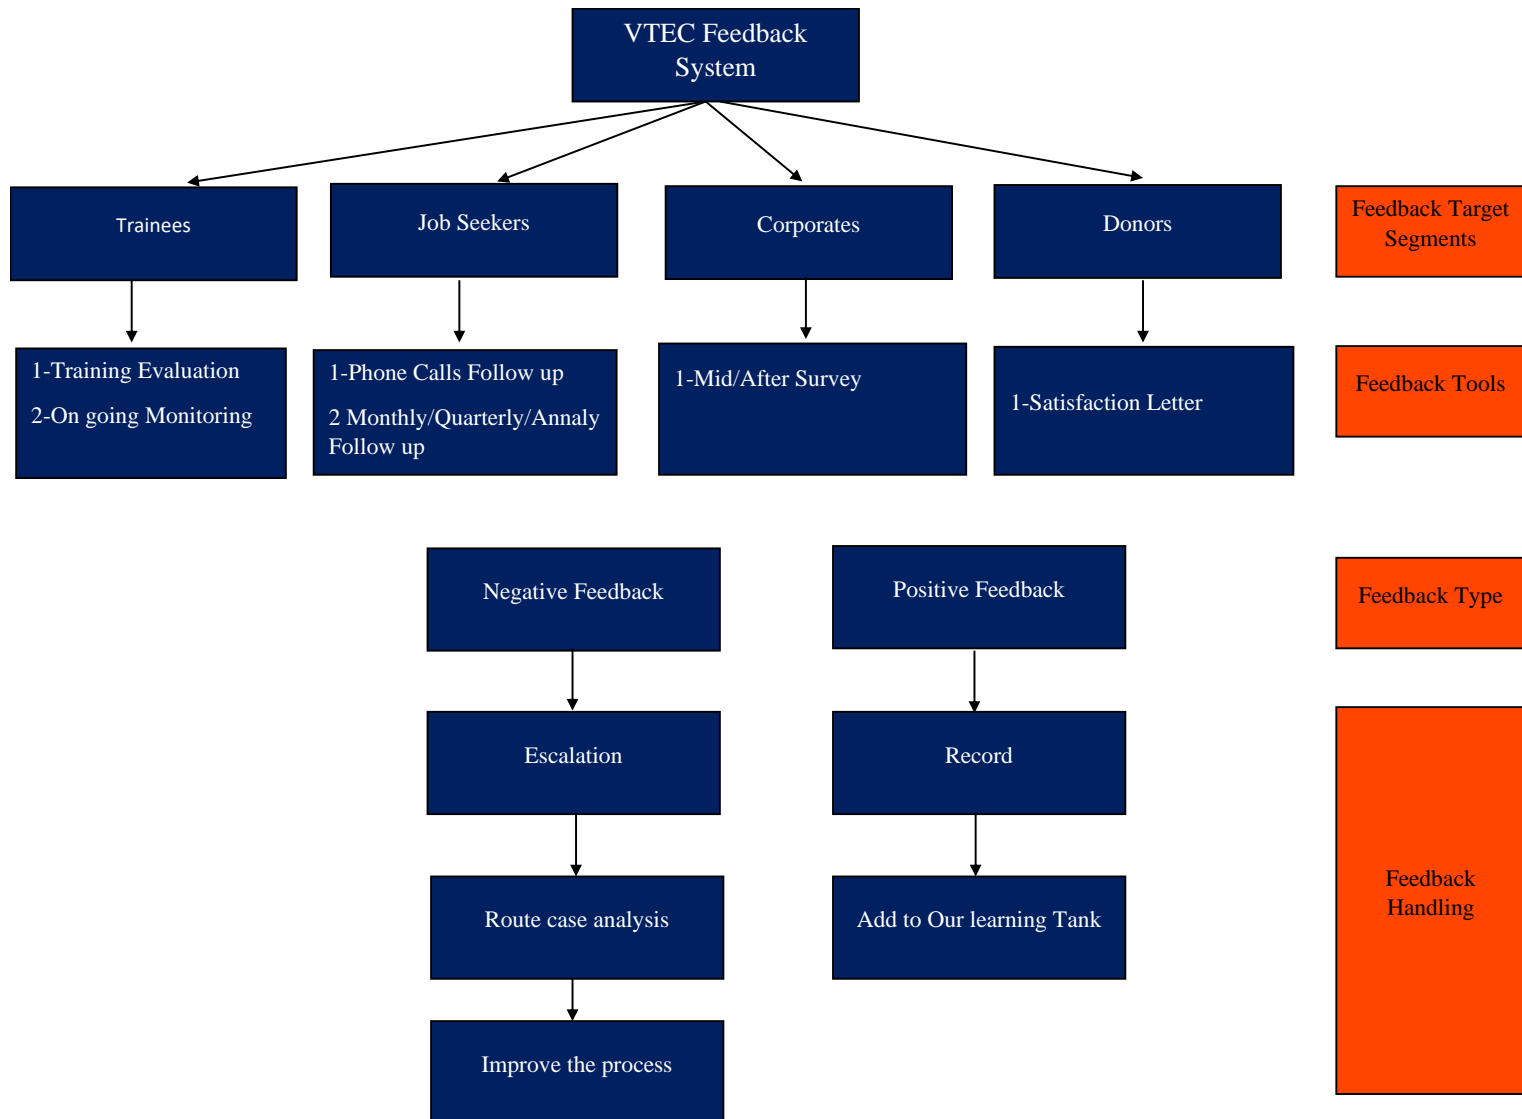 VTEC Feedback
System
Trainees
Job Seekers
Corporates
Donors
Feedback Target
Segments
1-Training Evaluation
2-On going Monitoring
1-Phone Calls Follow up
2 Monthly/Quarterly/Annaly
Follow up
1-Mid/After Survey
1-Satisfaction Letter
Feedback Tools
Negative Feedback
Positive Feedback
Feedback Type
Escalation
Record
Route case analysis
Add to Our learning Tank
Feedback
Handling
Improve the process